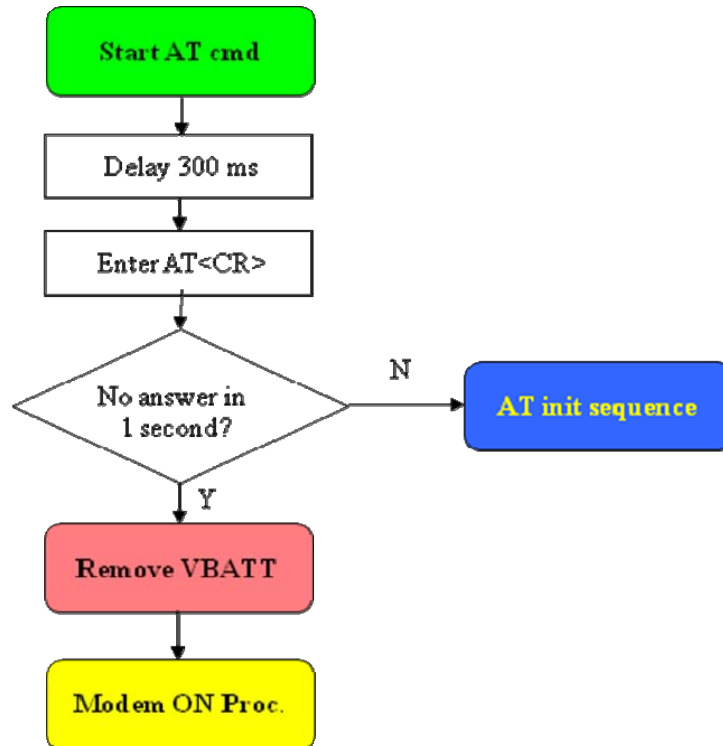 Start AT cmd
Delay 300 ms
Enter AT<CR>
No answer in
1 second?
N
AT init sequence
Y
Remove VBATT
Modem ON Proc.